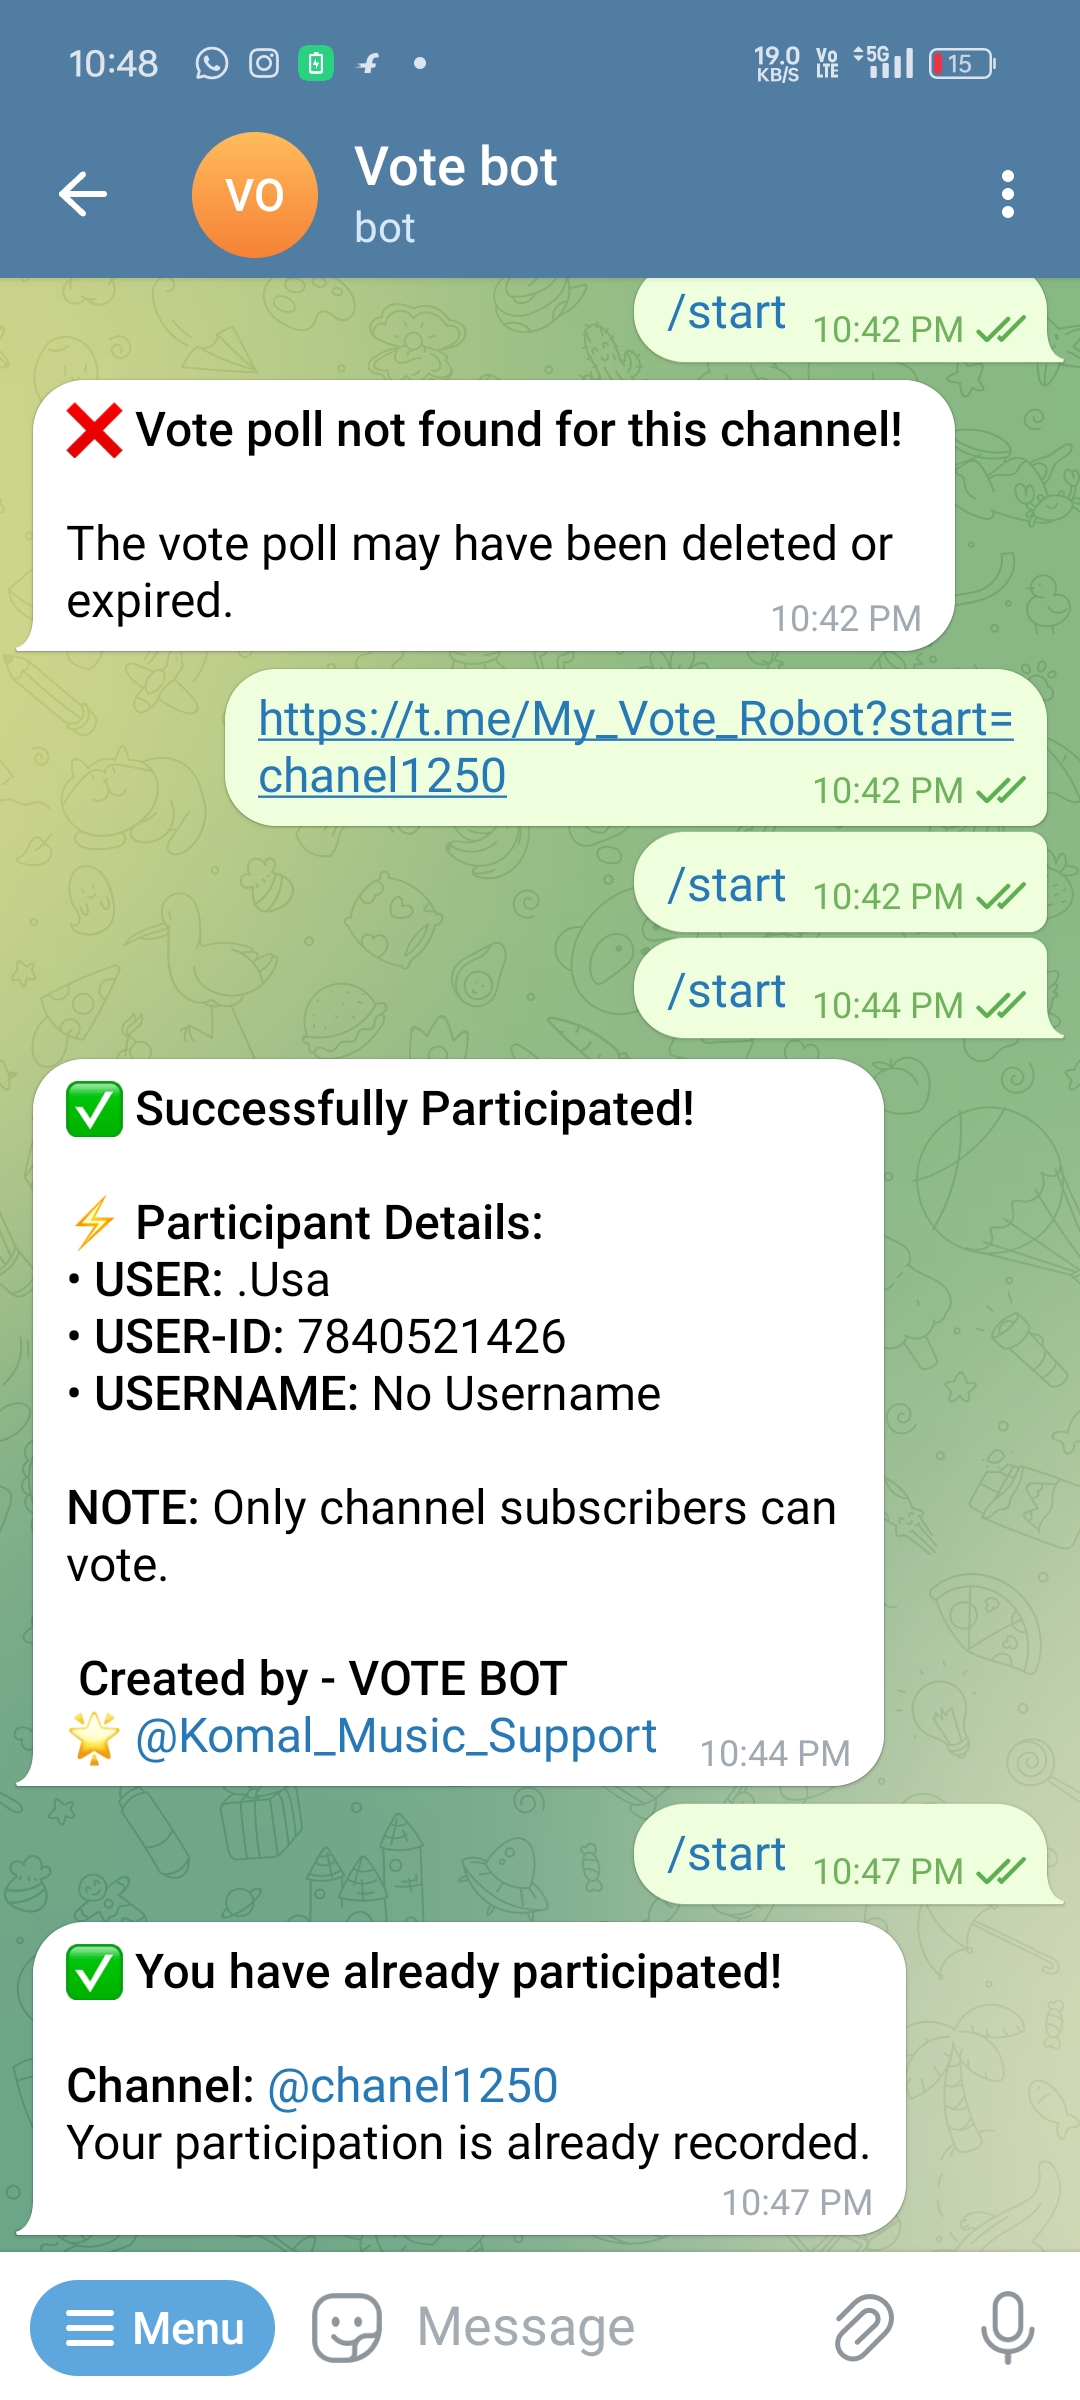 10:48
19.0 KB/S Vo LTE 5G 15
VO
Vote bot
bot
/start 10:42 PM
❌ Vote poll not found for this channel!
The vote poll may have been deleted or
expired.
10:42 PM
https://t.me/My_Vote_Robot?start=
chanel1250
10:42 PM
/start 10:42 PM
/start 10:44 PM
✅ Successfully Participated!
⚡ Participant Details:
• USER: .Usa
• USER-ID: 7840521426
• USERNAME: No Username
NOTE: Only channel subscribers can
vote.
Created by - VOTE BOT
🌟 @Komal_Music_Support
10:44 PM
/start 10:47 PM
✅ You have already participated!
Channel: @chanel1250
Your participation is already recorded.
10:47 PM
Menu
Message